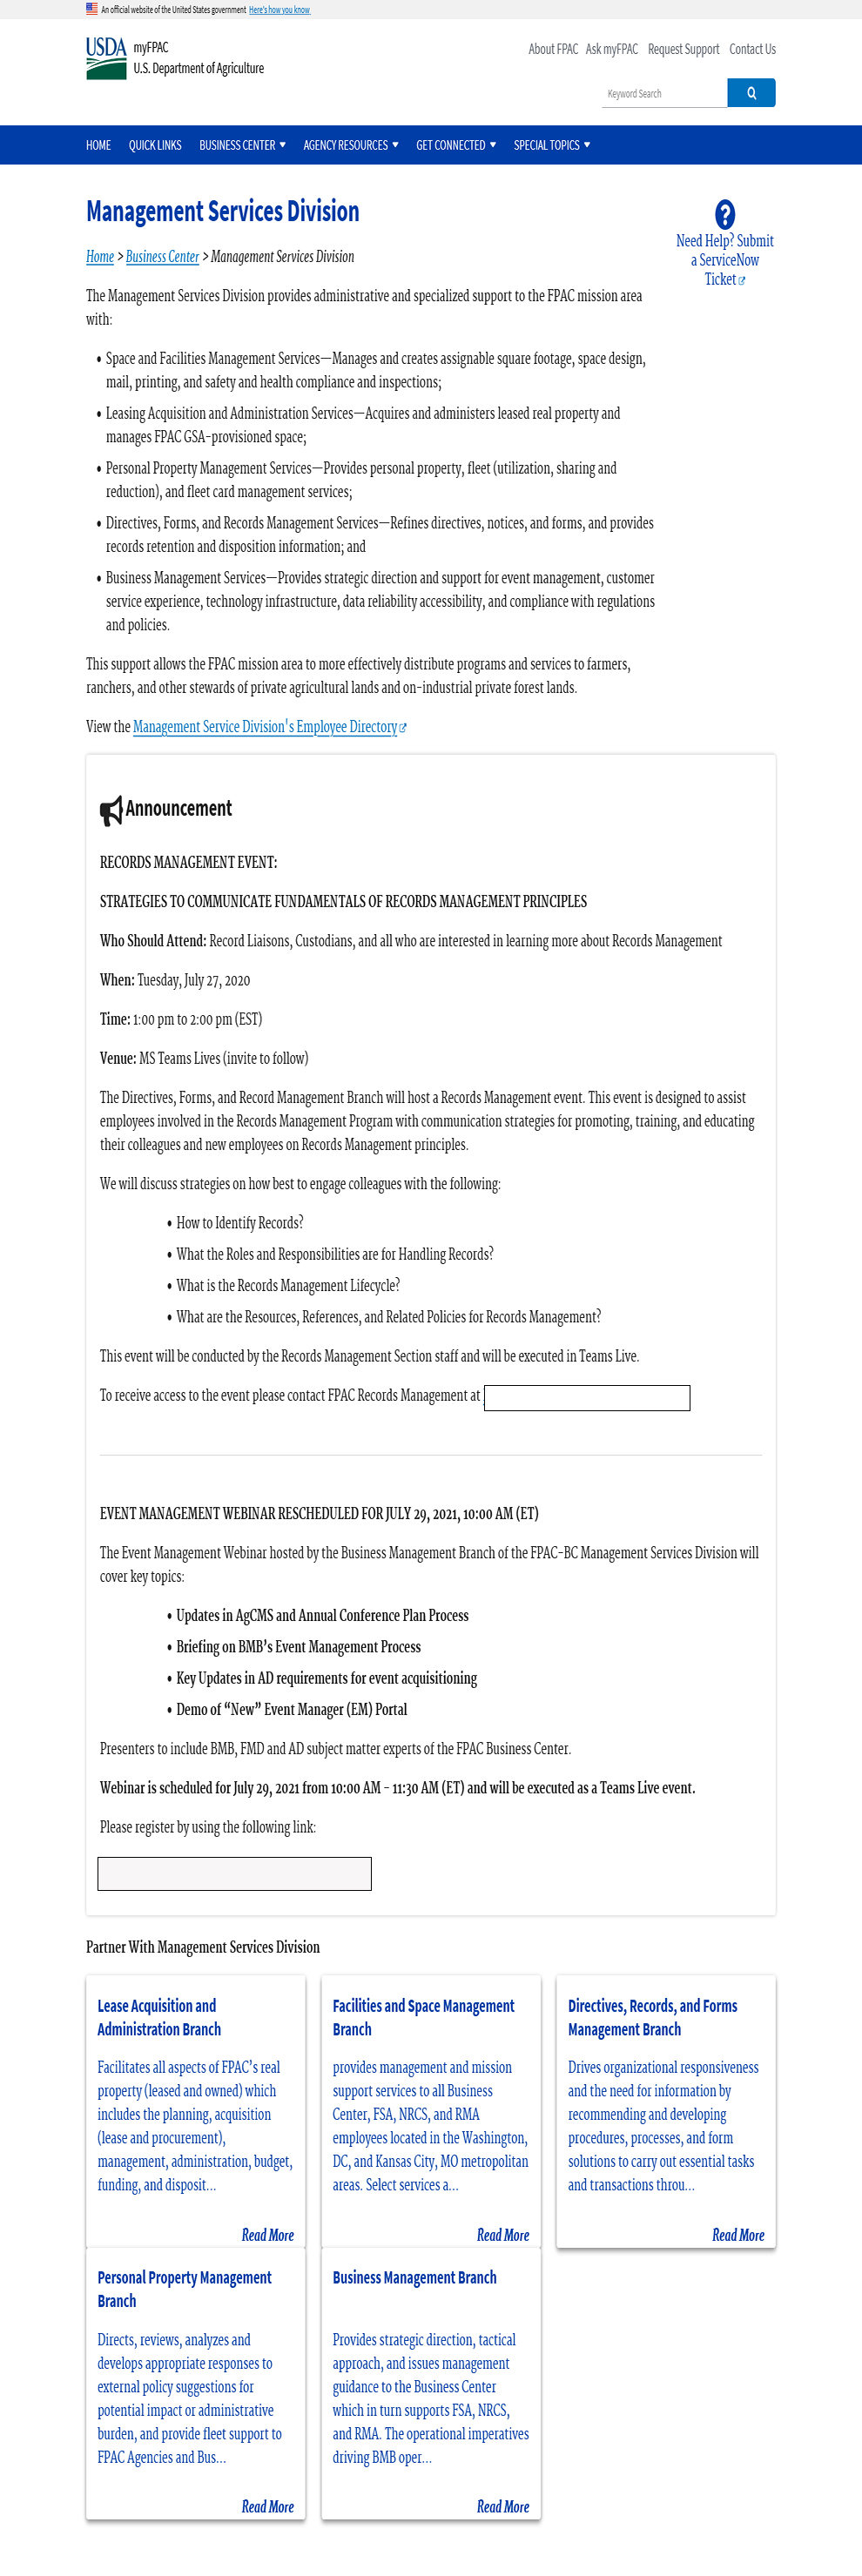 An official website of the United States government Here's how you know
USDA
myFPAC
U.S. Department of Agriculture
About FPAC Ask myFPAC Request Support Contact Us
Keyword Search
HOME QUICK LINKS BUSINESS CENTER AGENCY RESOURCES GET CONNECTED SPECIAL TOPICS
Management Services Division
Need Help? Submit
a ServiceNow
Ticket
Home > Business Center > Management Services Division
The Management Services Division provides administrative and specialized support to the FPAC mission area
with:
• Space and Facilities Management Services—Manages and creates assignable square footage, space design,
mail, printing, and safety and health compliance and inspections;
• Leasing Acquisition and Administration Services—Acquires and administers leased real property and
manages FPAC GSA-provisioned space;
• Personal Property Management Services—Provides personal property, fleet (utilization, sharing and
reduction), and fleet card management services;
• Directives, Forms, and Records Management Services—Refines directives, notices, and forms, and provides
records retention and disposition information; and
• Business Management Services—Provides strategic direction and support for event management, customer
service experience, technology infrastructure, data reliability accessibility, and compliance with regulations
and policies.
This support allows the FPAC mission area to more effectively distribute programs and services to farmers,
ranchers, and other stewards of private agricultural lands and on-industrial private forest lands.
View the Management Service Division's Employee Directory
Announcement
RECORDS MANAGEMENT EVENT:
STRATEGIES TO COMMUNICATE FUNDAMENTALS OF RECORDS MANAGEMENT PRINCIPLES
Who Should Attend: Record Liaisons, Custodians, and all who are interested in learning more about Records Management
When: Tuesday, July 27, 2020
Time: 1:00 pm to 2:00 pm (EST)
Venue: MS Teams Lives (invite to follow)
The Directives, Forms, and Record Management Branch will host a Records Management event. This event is designed to assist
employees involved in the Records Management Program with communication strategies for promoting, training, and educating
their colleagues and new employees on Records Management principles.
We will discuss strategies on how best to engage colleagues with the following:
• How to Identify Records?
• What the Roles and Responsibilities are for Handling Records?
• What is the Records Management Lifecycle?
• What are the Resources, References, and Related Policies for Records Management?
This event will be conducted by the Records Management Section staff and will be executed in Teams Live.
To receive access to the event please contact FPAC Records Management at
EVENT MANAGEMENT WEBINAR RESCHEDULED FOR JULY 29, 2021, 10:00 AM (ET)
The Event Management Webinar hosted by the Business Management Branch of the FPAC-BC Management Services Division will
cover key topics:
• Updates in AgCMS and Annual Conference Plan Process
• Briefing on BMB’s Event Management Process
• Key Updates in AD requirements for event acquisitioning
• Demo of “New” Event Manager (EM) Portal
Presenters to include BMB, FMD and AD subject matter experts of the FPAC Business Center.
Webinar is scheduled for July 29, 2021 from 10:00 AM - 11:30 AM (ET) and will be executed as a Teams Live event.
Please register by using the following link:
Partner With Management Services Division
Lease Acquisition and
Administration Branch
Facilitates all aspects of FPAC’s real
property (leased and owned) which
includes the planning, acquisition
(lease and procurement),
management, administration, budget,
funding, and disposit...
Read More
Facilities and Space Management
Branch
provides management and mission
support services to all Business
Center, FSA, NRCS, and RMA
employees located in the Washington,
DC, and Kansas City, MO metropolitan
areas. Select services a...
Read More
Directives, Records, and Forms
Management Branch
Drives organizational responsiveness
and the need for information by
recommending and developing
procedures, processes, and form
solutions to carry out essential tasks
and transactions throu...
Read More
Personal Property Management
Branch
Directs, reviews, analyzes and
develops appropriate responses to
external policy suggestions for
potential impact or administrative
burden, and provide fleet support to
FPAC Agencies and Bus...
Read More
Business Management Branch
Provides strategic direction, tactical
approach, and issues management
guidance to the Business Center
which in turn supports FSA, NRCS,
and RMA. The operational imperatives
driving BMB oper...
Read More